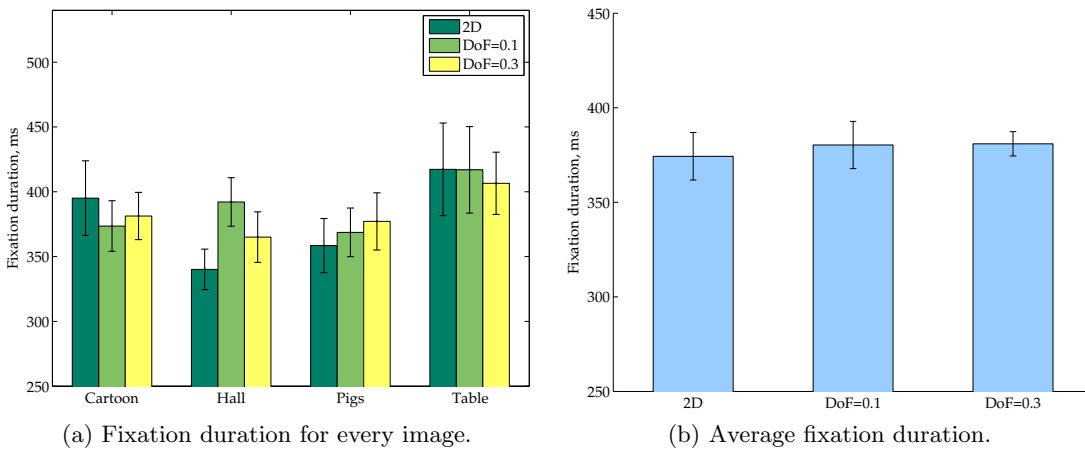 500
450
400
350
300
250
Fixation duration, ms
2D
DoF=0.1
DoF=0.3
Cartoon
Hall
Pigs
Table
(a) Fixation duration for every image.
450
400
350
300
250
Fixation duration, ms
2D
DoF=0.1
DoF=0.3
(b) Average fixation duration.